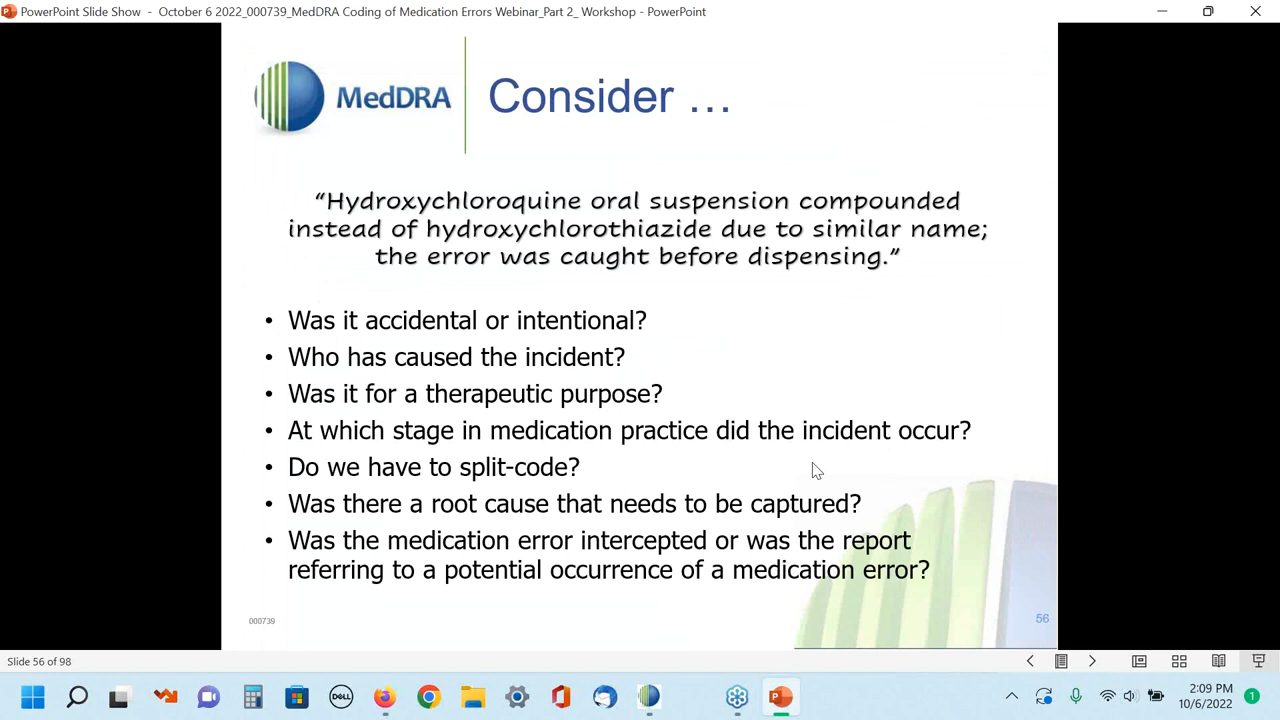 PowerPoint Slide Show - October 6 2022_000739_MedDRA Coding of Medication Errors Webinar_Part 2_ Workshop - PowerPoint
MedDRA
Consider …
“Hydroxychloroquine oral suspension compounded
instead of hydroxychlorothiazide due to similar name;
the error was caught before dispensing.”
• Was it accidental or intentional?
• Who has caused the incident?
• Was it for a therapeutic purpose?
• At which stage in medication practice did the incident occur?
• Do we have to split-code?
• Was there a root cause that needs to be captured?
• Was the medication error intercepted or was the report
referring to a potential occurrence of a medication error?
000739
56
Slide 56 of 98
DELL
2:09 PM
10/6/2022
1